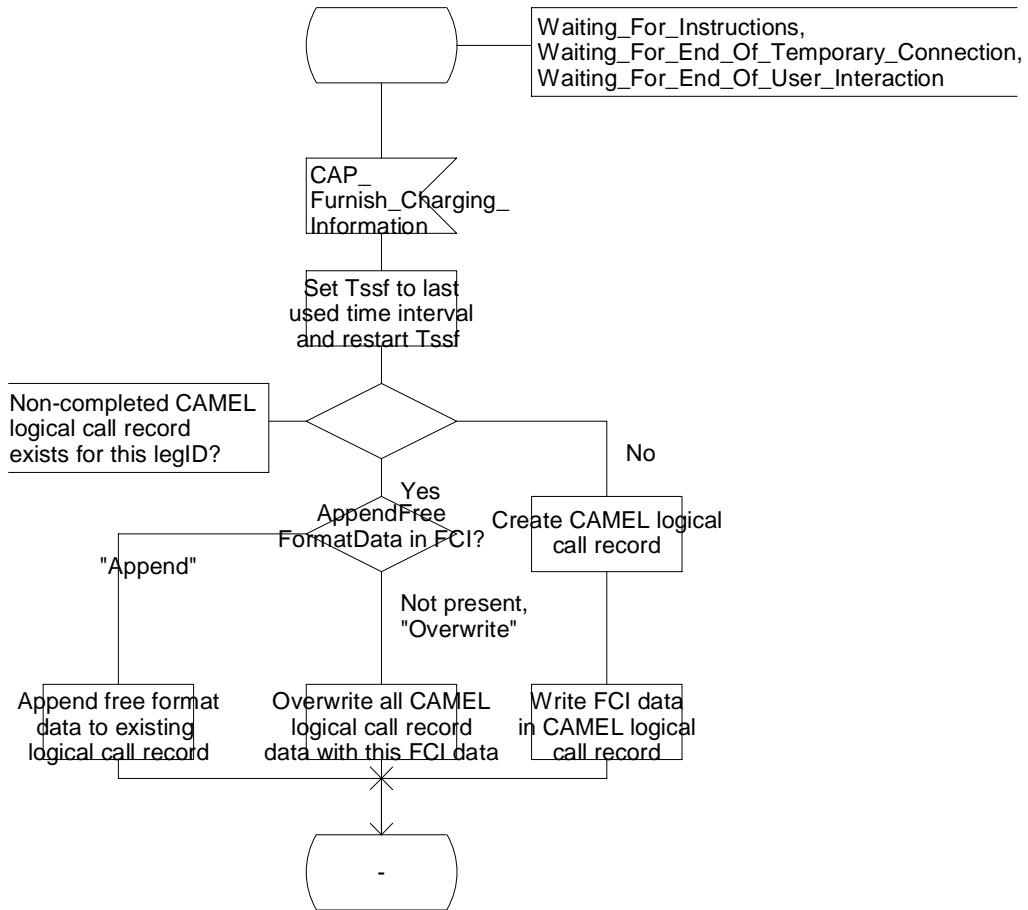 Waiting_For_Instructions,
Waiting_For_End_Of_Temporary_Connection,
Waiting_For_End_Of_User_Interaction
CAP_
Furnish_Charging_
Information
Set Tssf to last
used time interval
and restart Tssf
Non-completed CAMEL
logical call record
exists for this legID?
No
Yes
AppendFree
FormatData in FCI?
Create CAMEL logical
call record
"Append"
Not present,
"Overwrite"
Append free format
data to existing
logical call record
Overwrite all CAMEL
logical call record
data with this FCI data
Write FCI data
in CAMEL logical
call record
-